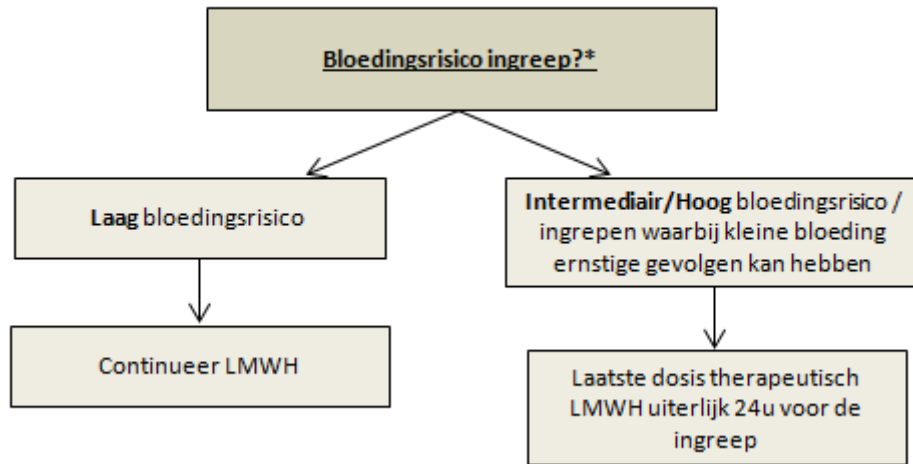 Bloedingsrisico ingreep?*
Laag bloedingsrisico
Intermediair/Hoog bloedingsrisico /
ingrepen waarbij kleine bloeding
ernstige gevolgen kan hebben
Continueer LMWH
Laatste dosis therapeutisch
LMWH uiterlijk 24u voor de
ingreep